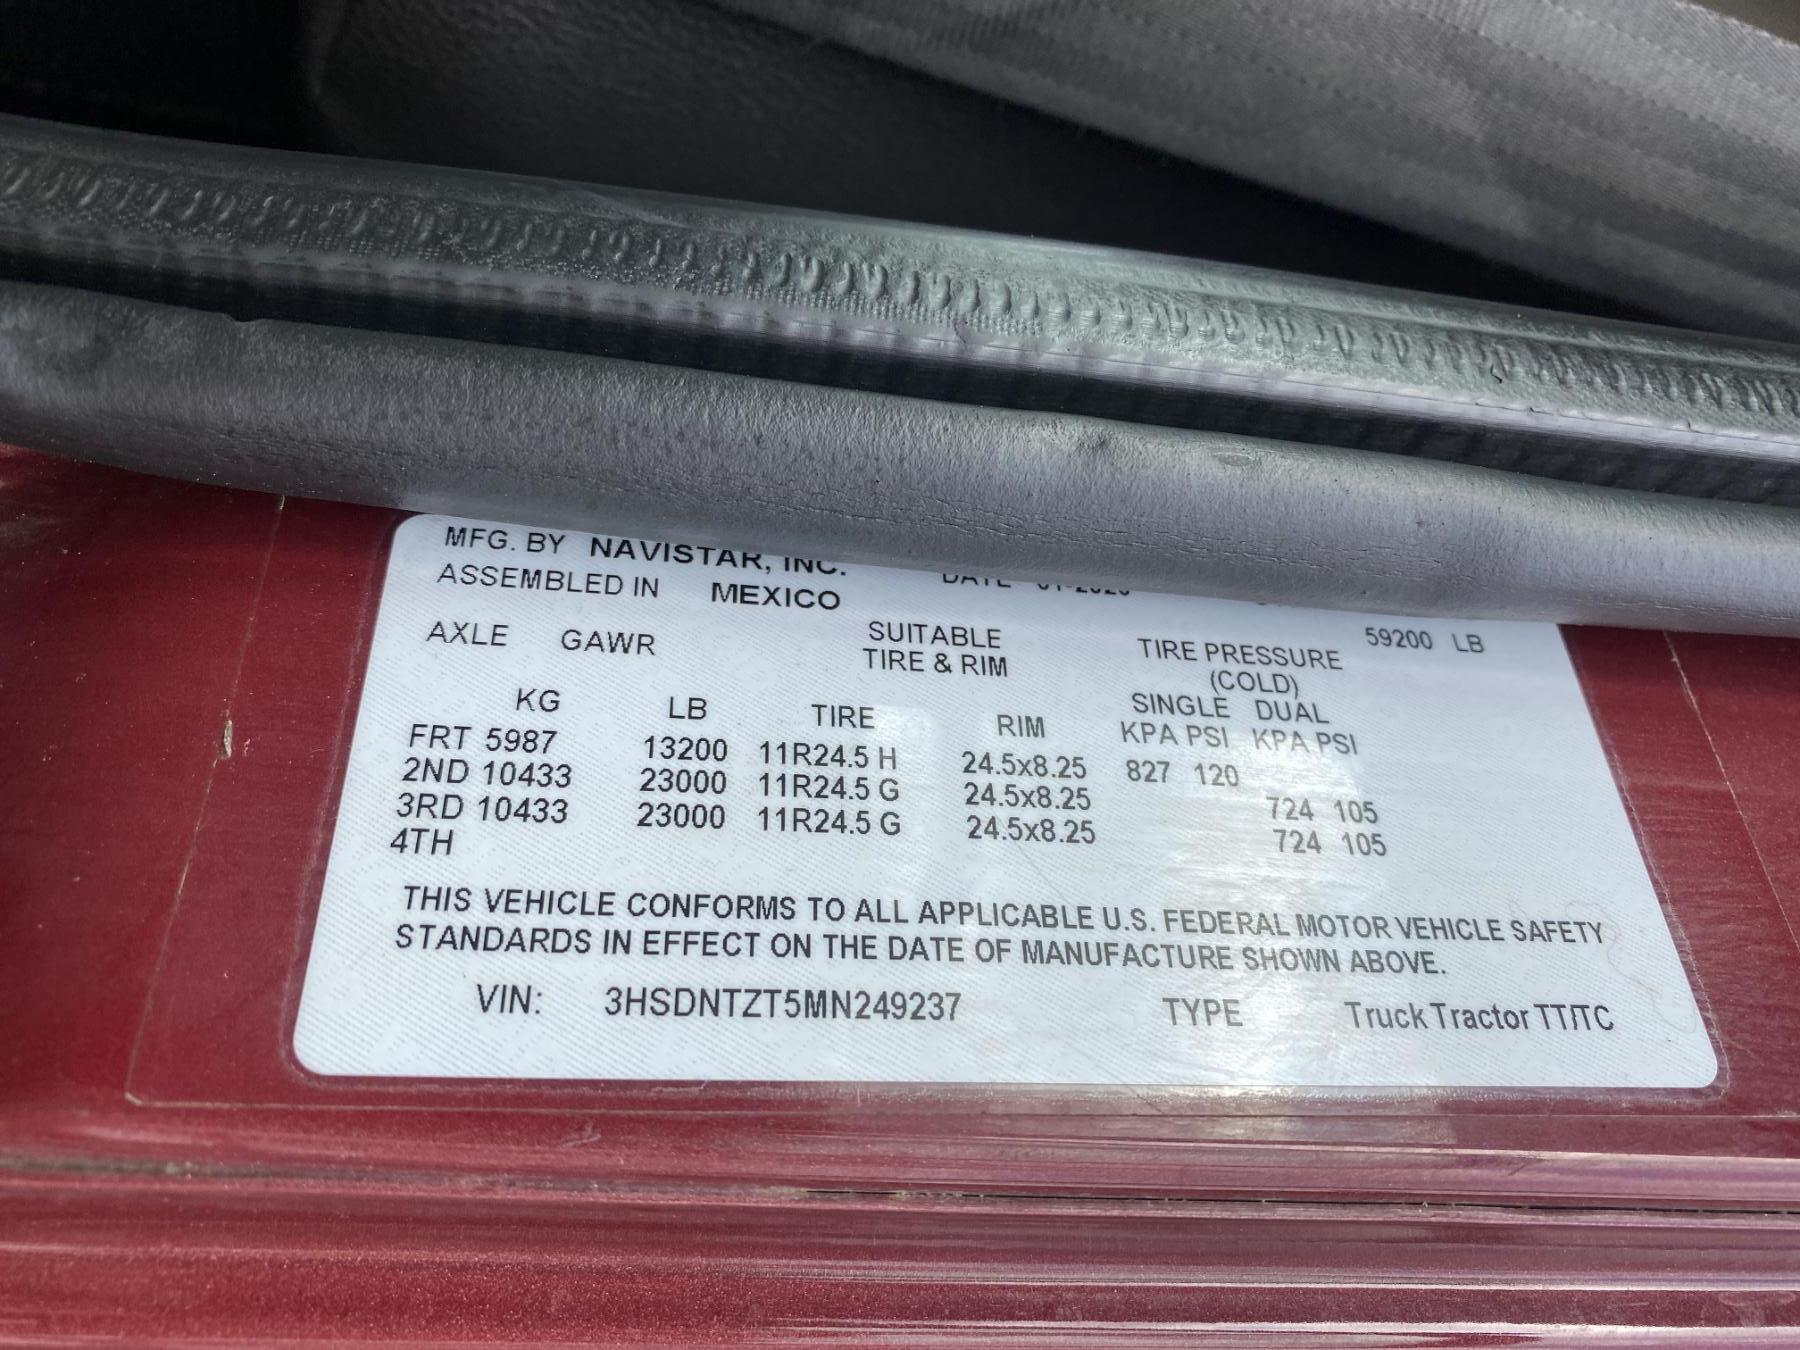 MFG. BY NAVISTAR, INC. DATE 01-2020
ASSEMBLED IN MEXICO
59200 LB
AXLE GAWR SUITABLE TIRE PRESSURE
TIRE & RIM (COLD)
KG LB TIRE RIM SINGLE DUAL
KPA PSI KPA PSI
FRT 5987 13200 11R24.5 H 24.5x8.25 827 120
2ND 10433 23000 11R24.5 G 24.5x8.25 724 105
3RD 10433 23000 11R24.5 G 24.5x8.25 724 105
4TH
THIS VEHICLE CONFORMS TO ALL APPLICABLE U.S. FEDERAL MOTOR VEHICLE SAFETY
STANDARDS IN EFFECT ON THE DATE OF MANUFACTURE SHOWN ABOVE.
VIN: 3HSDNTZT5MN249237 TYPE Truck Tractor TT/TC